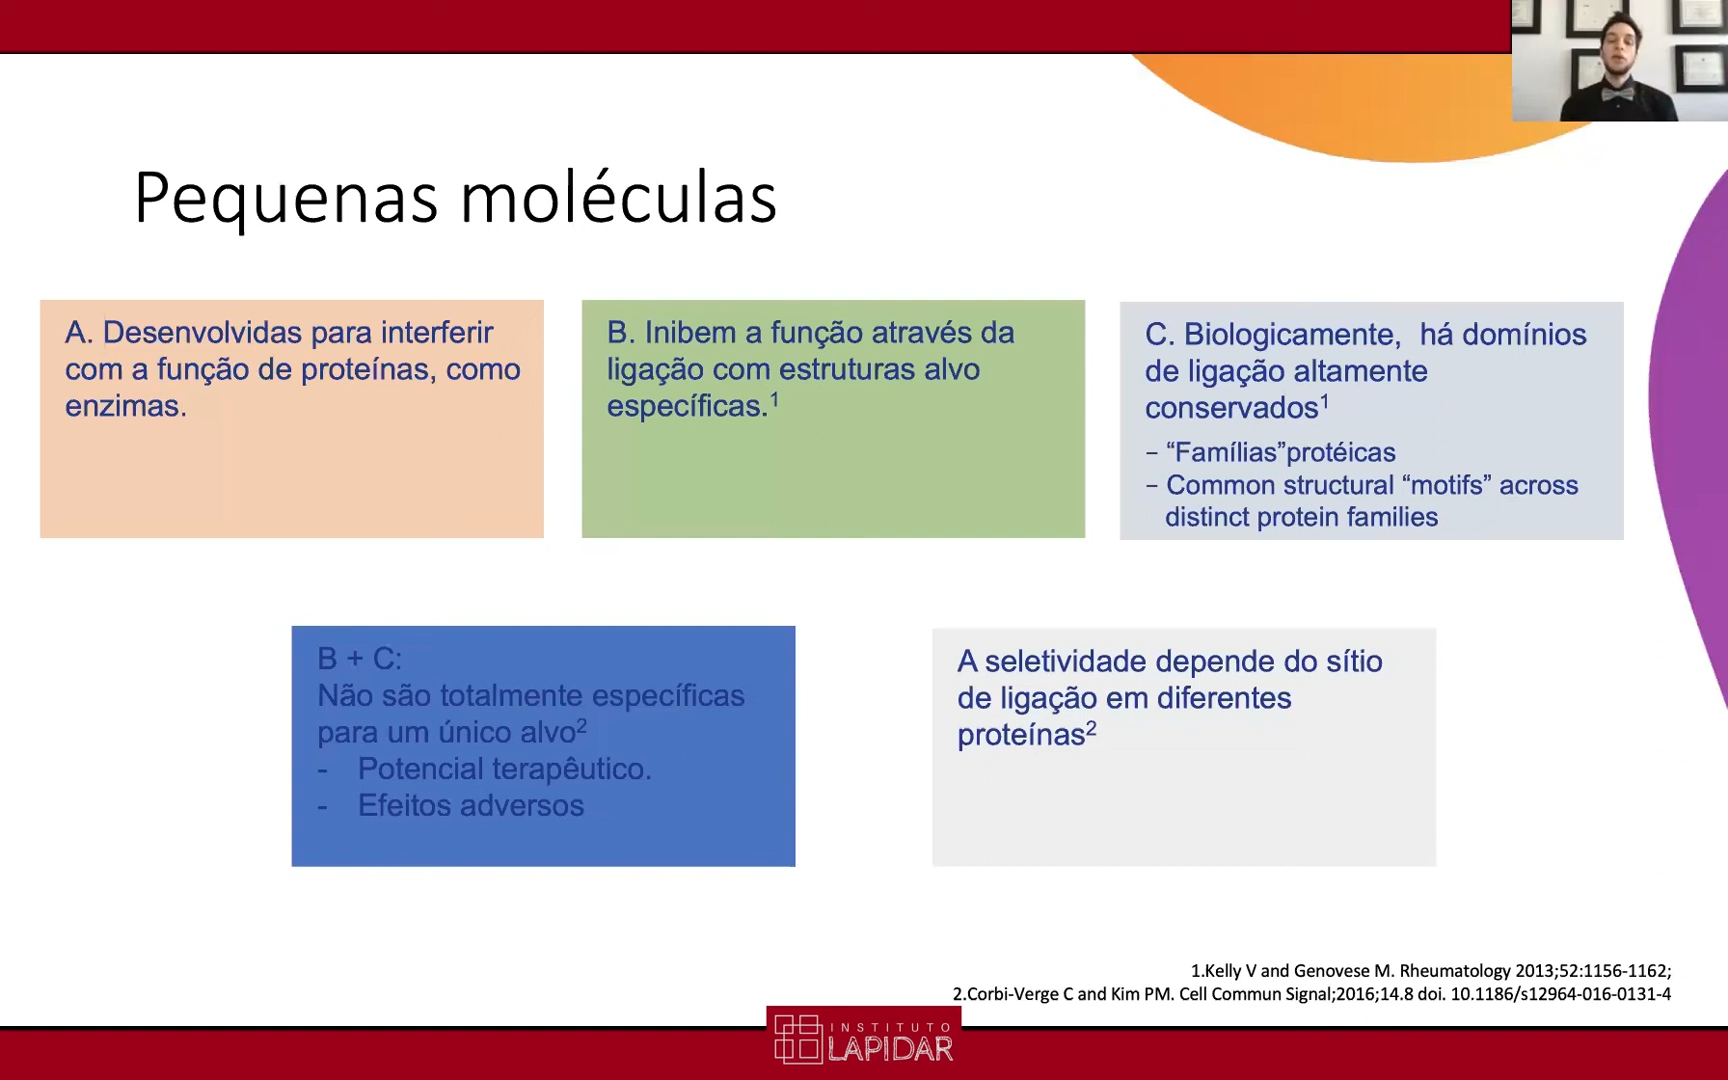 Pequenas moléculas
A. Desenvolvidas para interferir
com a função de proteínas, como
enzimas.
B. Inibem a função através da
ligação com estruturas alvo
específicas.¹
C. Biologicamente,  há domínios
de ligação altamente
conservados¹
– “Famílias”protéicas
– Common structural “motifs” across
distinct protein families
B + C:
Não são totalmente específicas
para um único alvo²
- Potencial terapêutico.
- Efeitos adversos
A seletividade depende do sítio
de ligação em diferentes
proteínas²
1.Kelly V and Genovese M. Rheumatology 2013;52:1156-1162;
2.Corbi-Verge C and Kim PM. Cell Commun Signal;2016;14.8 doi. 10.1186/s12964-016-0131-4
INSTITUTO
LAPIDAR